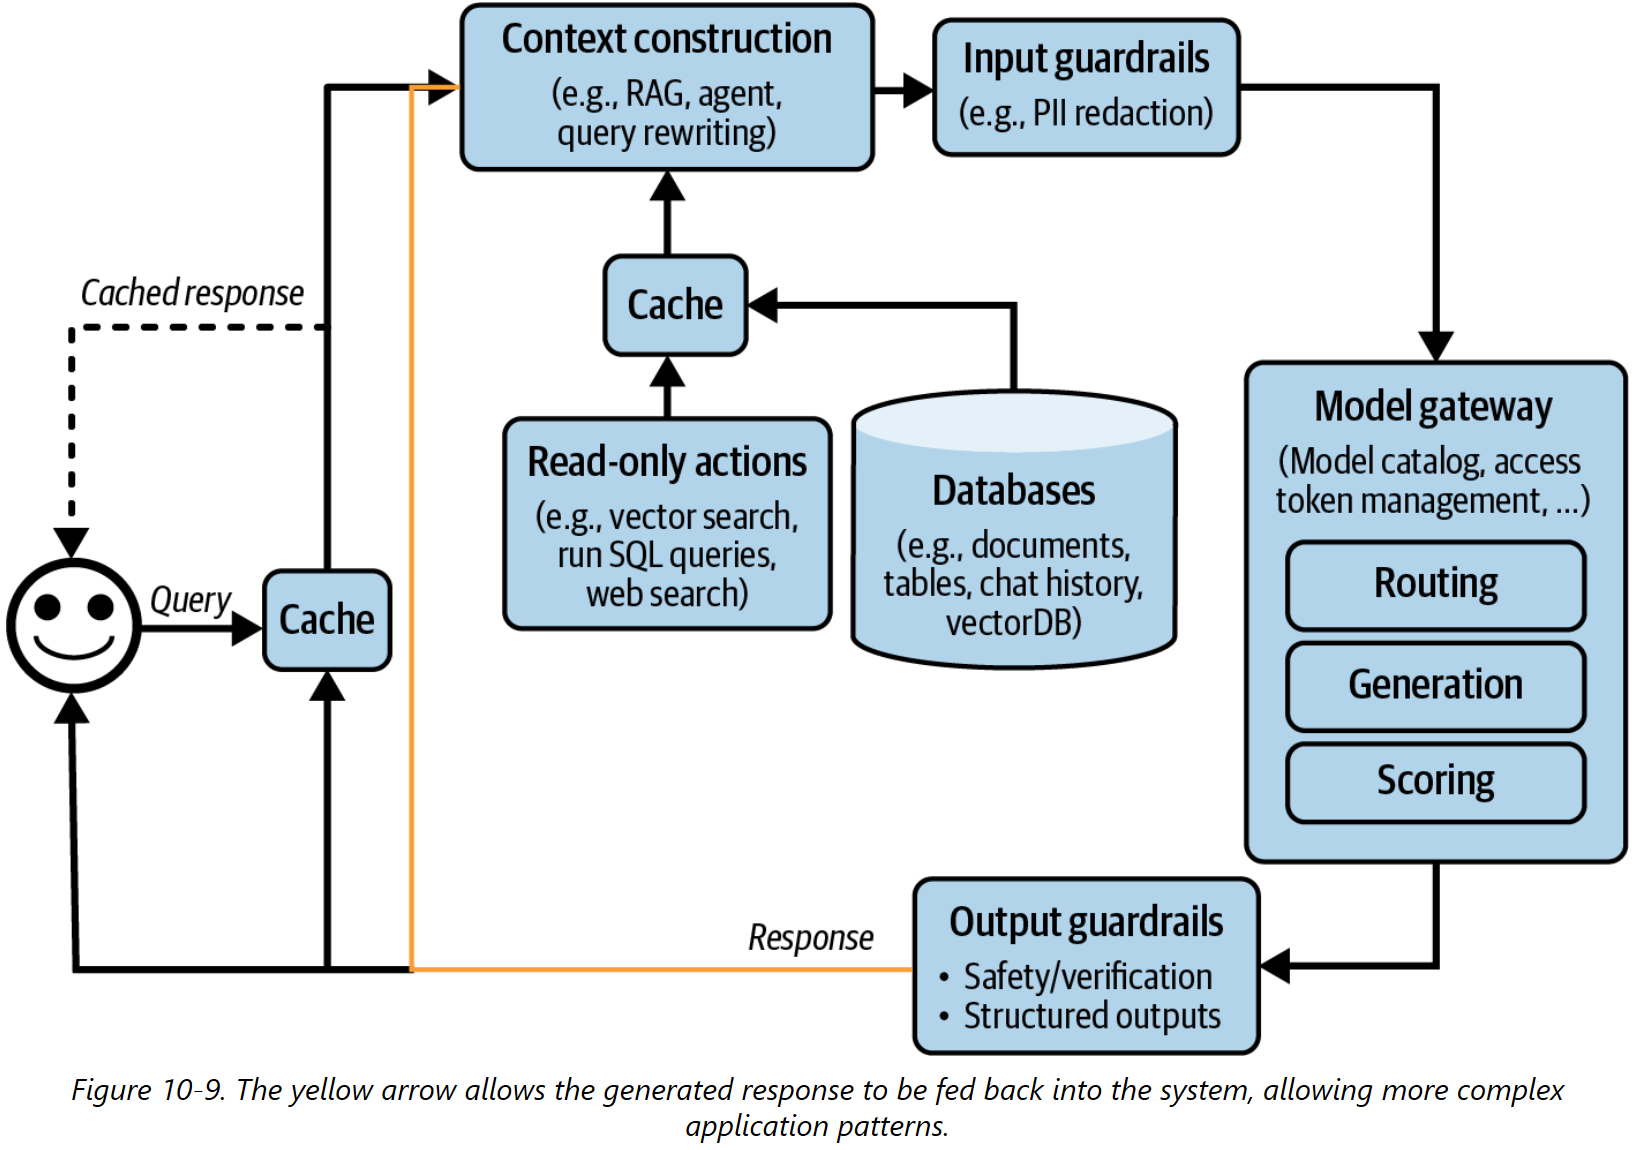 Context construction
(e.g., RAG, agent,
query rewriting)
Input guardrails
(e.g., PII redaction)
Cached response
Cache
Read-only actions
(e.g., vector search,
run SQL queries,
web search)
Databases
(e.g., documents,
tables, chat history,
vectorDB)
Model gateway
(Model catalog, access
token management, ...)
Routing
Generation
Scoring
Query
Cache
Response
Output guardrails
• Safety/verification
• Structured outputs
Figure 10-9. The yellow arrow allows the generated response to be fed back into the system, allowing more complex
application patterns.